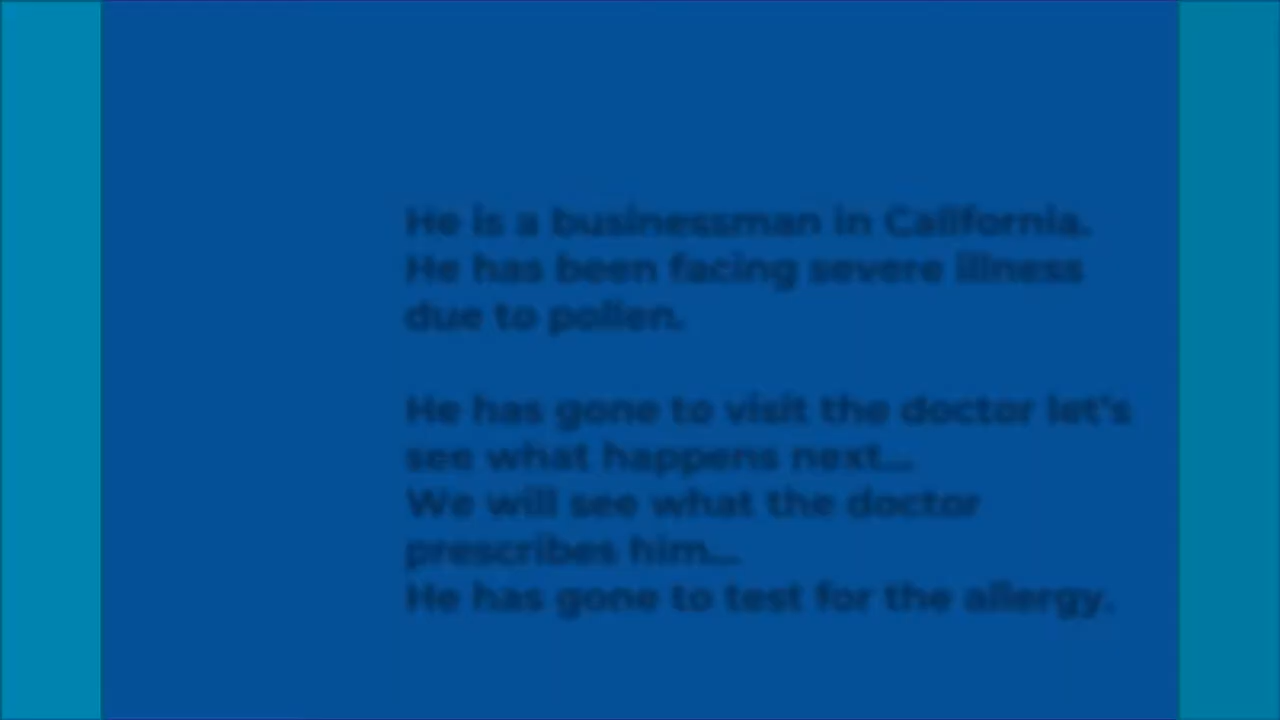 He is a businessman in California.
He has been facing severe illness
due to pollen.
He has gone to visit the doctor let's
see what happens next...
We will see what the doctor
prescribes him...
He has gone to test for the allergy.